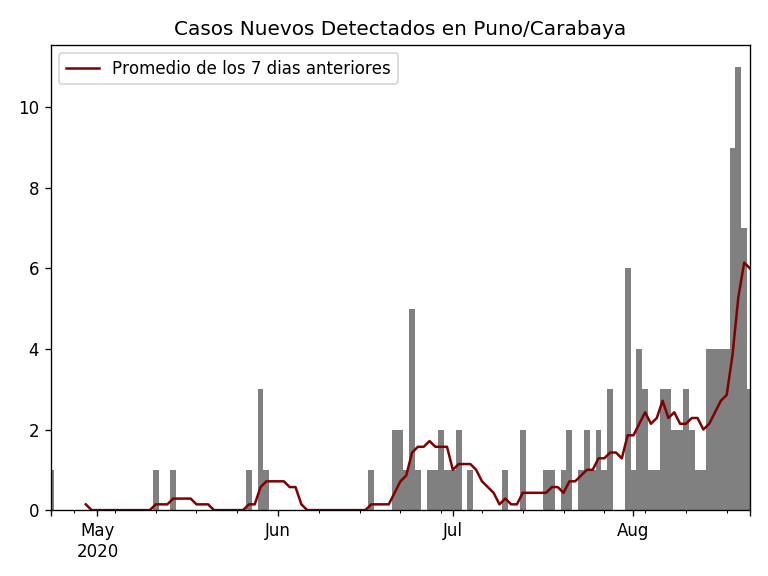 Casos Nuevos Detectados en Puno/Carabaya
Promedio de los 7 dias anteriores
10
8
6
4
2
0
May Jun Jul Aug
2020